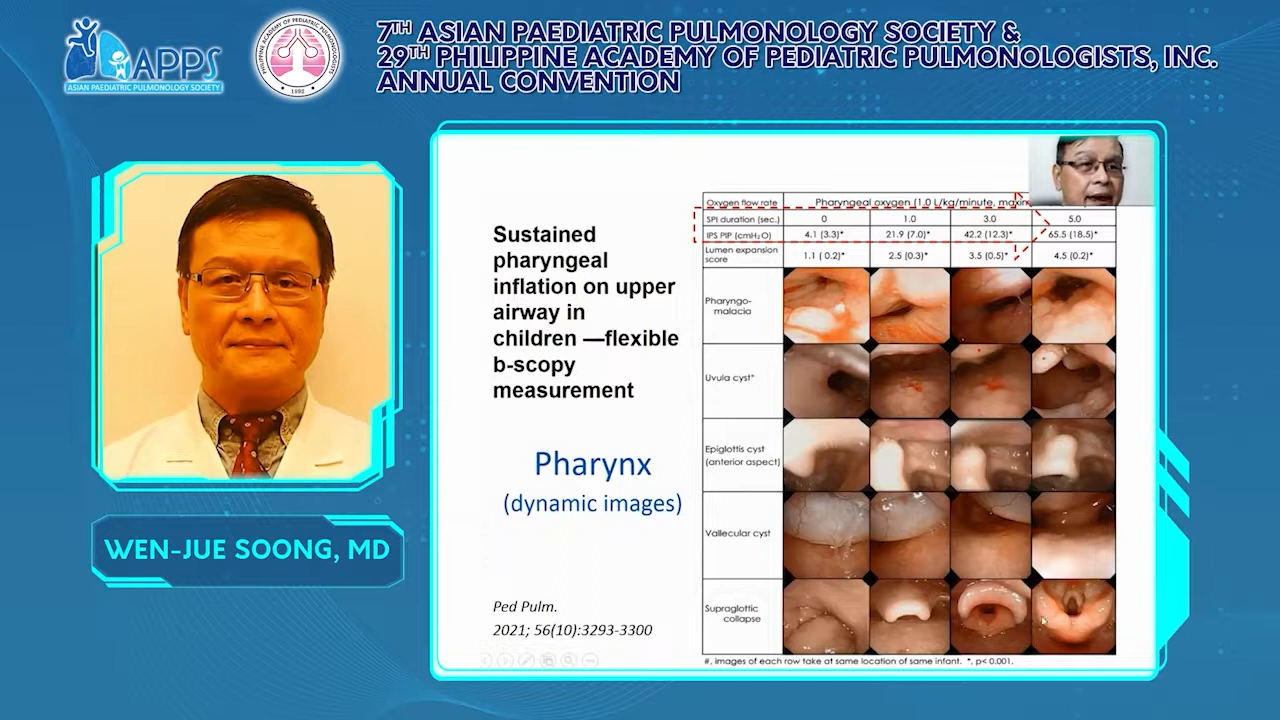 7TH ASIAN PAEDIATRIC PULMONOLOGY SOCIETY &
29TH PHILIPPINE ACADEMY OF PEDIATRIC PULMONOLOGISTS, INC.
ANNUAL CONVENTION
APPS
ASIAN PAEDIATRIC PULMONOLOGY SOCIETY
PHILIPPINE ACADEMY OF PEDIATRIC PULMONOLOGISTS
1992
WEN-JUE SOONG, MD
Sustained
pharyngeal
inflation on upper
airway in
children —flexible
b-scopy
measurement
Pharynx
(dynamic images)
Ped Pulm.
2021; 56(10):3293-3300
Oxygen flow rate Pharyngeal oxygen (1.0 L/kg/minute,
SPI duration (sec.) 0 1.0 3.0 5.0
IPS PIP (cmH₂O) 4.1 (3.3)* 21.9 (7.0)* 42.2 (12.3)* 65.5 (18.5)*
Lumen expansion
score 1.1 ( 0.2)* 2.5 (0.3)* 3.5 (0.5)* 4.5 (0.2)*
Pharyngo-
malacia
Uvula cyst*
Epiglottis cyst
(anterior aspect)
Vallecular cyst
Supraglottic
collapse
#, images of each row take at same location of same infant. *, p< 0.001.